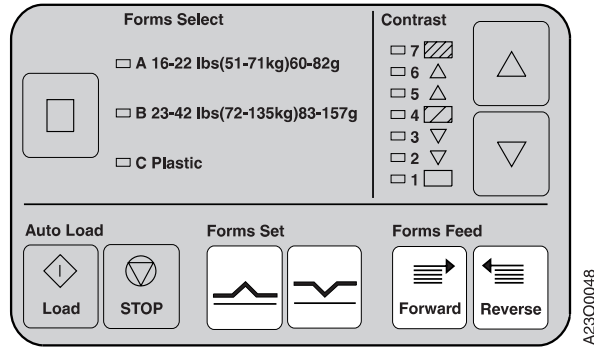 Forms Select
A 16-22 lbs(51-71kg)60-82g
B 23-42 lbs(72-135kg)83-157g
C Plastic
Contrast
7
6
5
4
3
2
1
Auto Load
Load
STOP
Forms Set
Forms Feed
Forward
Reverse
A23O0048